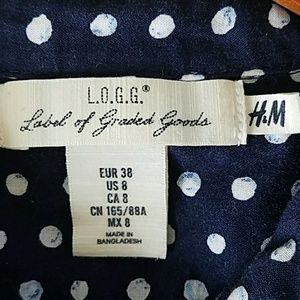 L.O.G.G.®
Label of Graded Goods
H&M
EUR 38
US 8
CA 8
CN 165/88A
MX 8
MADE IN
BANGLADESH